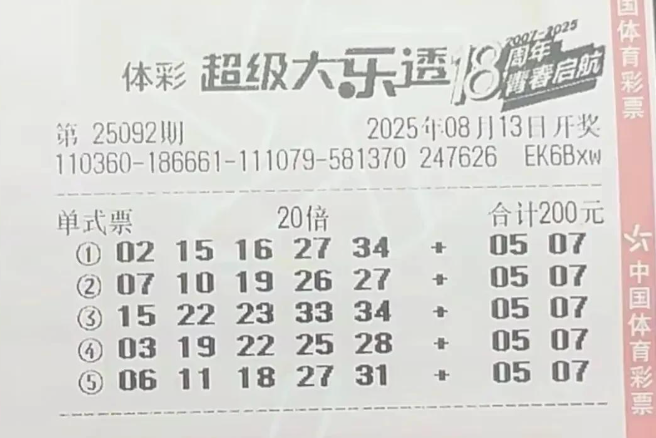 体彩 超级大乐透 18 2007-2025
周年
青春启航
第 25092期 2025年08月13日开奖
110360-186661-111079-581370 247626 EK6Bxw
单式票 20倍 合计200元
① 02 15 16 27 34 + 05 07
② 07 10 19 26 27 + 05 07
③ 15 22 23 33 34 + 05 07
④ 03 19 22 25 28 + 05 07
⑤ 06 11 18 27 31 + 05 07
国体育彩票
中国体育彩票